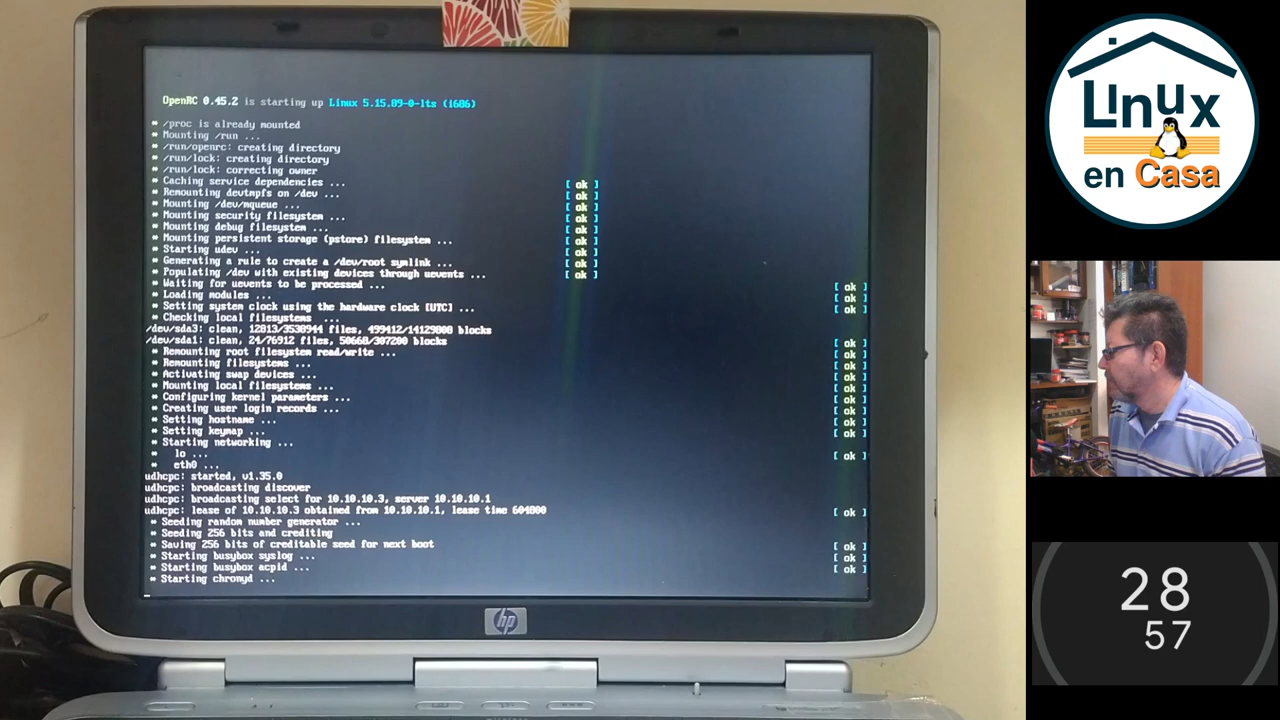 OpenRC 0.45.2 is starting up Linux 5.15.89-0-lts (i686)
* /proc is already mounted
* Mounting /run ...
* /run/openrc: creating directory
* /run/lock: creating directory
* /run/lock: correcting owner
* Caching service dependencies ... [ ok ]
* Remounting devtmpfs on /dev ... [ ok ]
* Mounting /dev/mqueue ... [ ok ]
* Mounting security filesystem ... [ ok ]
* Mounting debug filesystem ... [ ok ]
* Mounting persistent storage (pstore) filesystem ... [ ok ]
* Starting udev ... [ ok ]
* Generating a rule to create a /dev/root symlink ... [ ok ]
* Populating /dev with existing devices through uevents ... [ ok ]
* Waiting for uevents to be processed ... [ ok ]
* Loading modules ... [ ok ]
* Setting system clock using the hardware clock [UTC] ... [ ok ]
* Checking local filesystems ...
/dev/sda3: clean, 12813/3538944 files, 499412/14129800 blocks
/dev/sda1: clean, 24/76912 files, 50668/307200 blocks
[ ok ]
* Remounting root filesystem read/write ... [ ok ]
* Remounting filesystems ... [ ok ]
* Activating swap devices ... [ ok ]
* Mounting local filesystems ... [ ok ]
* Configuring kernel parameters ... [ ok ]
* Creating user login records ... [ ok ]
* Setting hostname ... [ ok ]
* Setting keymap ... [ ok ]
* Starting networking ...
* lo ... [ ok ]
* eth0 ...
udhcpc: started, v1.35.0
udhcpc: broadcasting discover
udhcpc: broadcasting select for 10.10.10.3, server 10.10.10.1
udhcpc: lease of 10.10.10.3 obtained from 10.10.10.1, lease time 604800
[ ok ]
* Seeding random number generator ...
* Seeding 256 bits and crediting
* Saving 256 bits of creditable seed for next boot
[ ok ]
* Starting busybox syslog ... [ ok ]
* Starting busybox acpid ... [ ok ]
* Starting chronyd ...
hp
Linux
en Casa
28
57